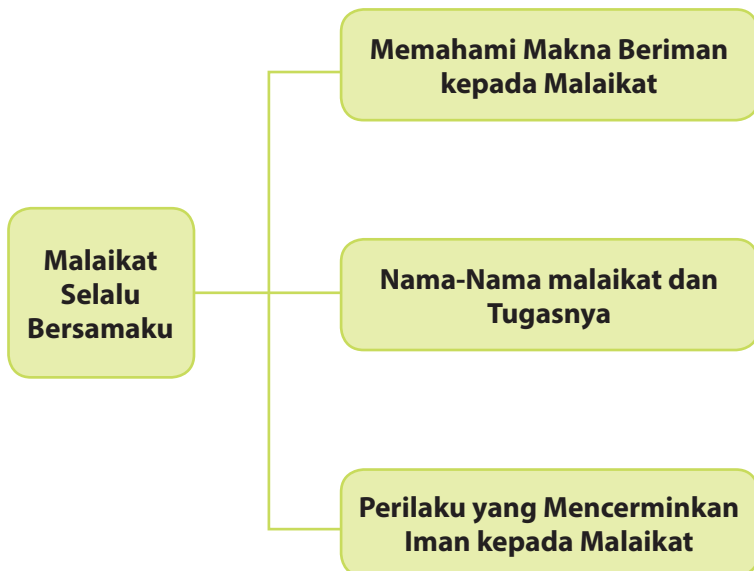 Memahami Makna Beriman
kepada Malaikat
Malaikat
Selalu
Bersamaku
Nama-Nama malaikat dan
Tugasnya
Perilaku yang Mencerminkan
Iman kepada Malaikat